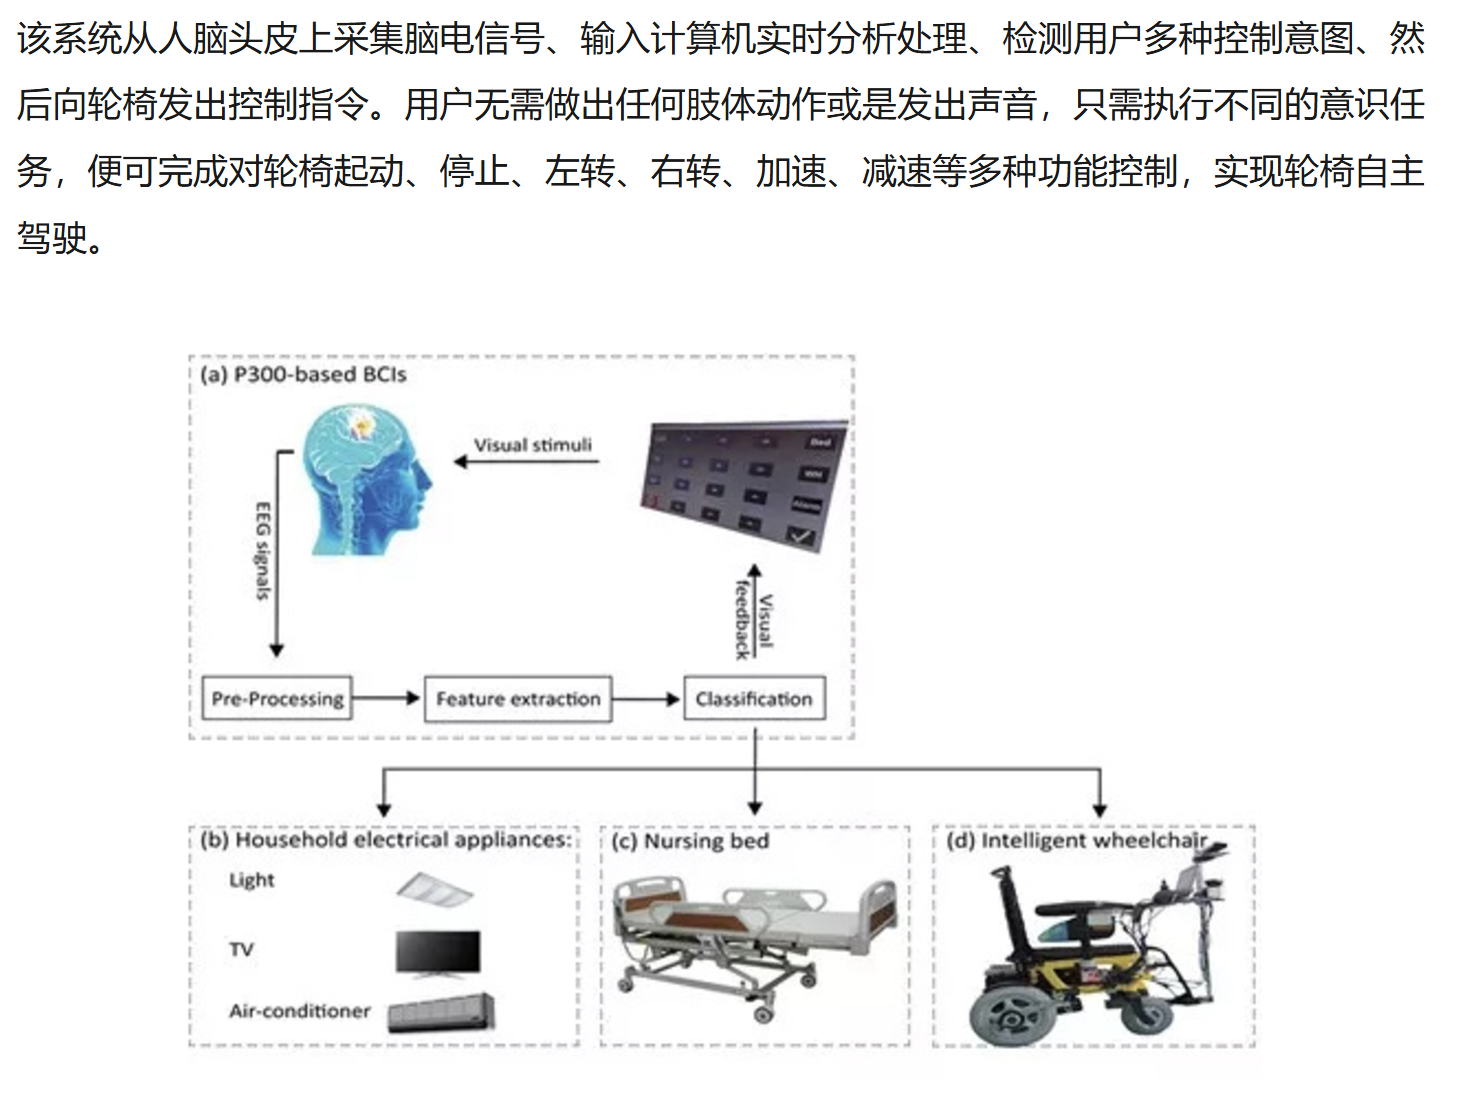 该系统从人脑头皮上采集脑电信号、输入计算机实时分析处理、检测用户多种控制意图、然
后向轮椅发出控制指令。用户无需做出任何肢体动作或是发出声音，只需执行不同的意识任
务，便可完成对轮椅起动、停止、左转、右转、加速、减速等多种功能控制，实现轮椅自主
驾驶。
(a) P300-based BCIs
Visual stimuli
Bed
EEG signals
Visual
feedback
Pre-Processing
Feature extraction
Classification
(b) Household electrical appliances:
Light
TV
Air-conditioner
(c) Nursing bed
(d) Intelligent wheelchair